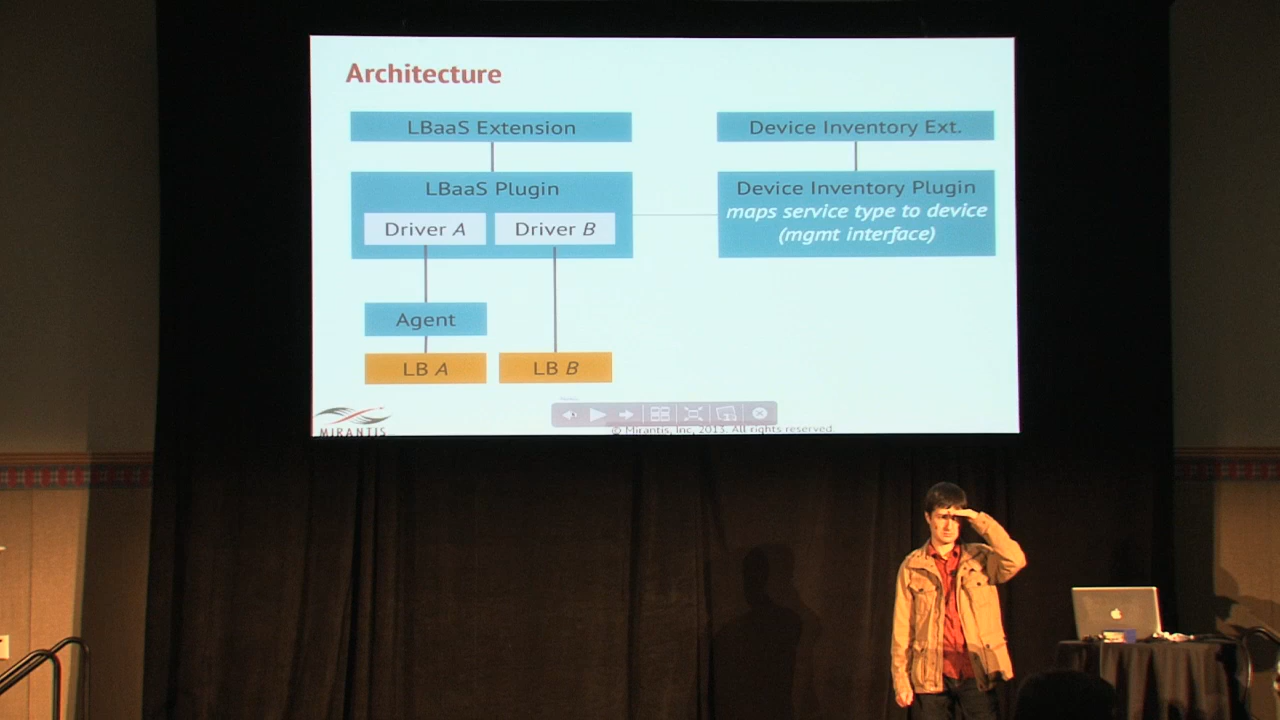 Architecture
LBaaS Extension
Device Inventory Ext.
LBaaS Plugin
Driver A
Driver B
Device Inventory Plugin
maps service type to device
(mgmt interface)
Agent
LB A
LB B
MIRANTIS
© Mirantis, Inc, 2013. All rights reserved.